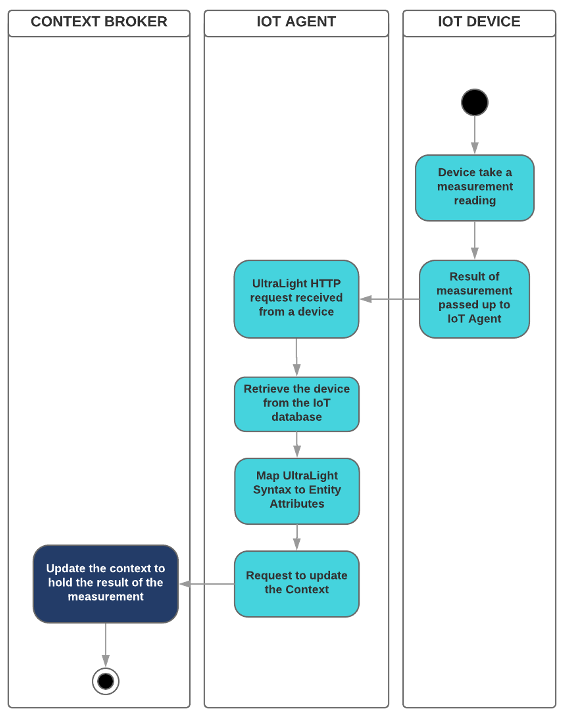 CONTEXT BROKER
IOT AGENT
IOT DEVICE
Device take a
measurement
reading
Result of
measurement
passed up to
IoT Agent
UltraLight HTTP
request received
from a device
Retrieve the device
from the IoT
database
Map UltraLight
Syntax to Entity
Attributes
Request to update
the Context
Update the context to
hold the result of the
measurement